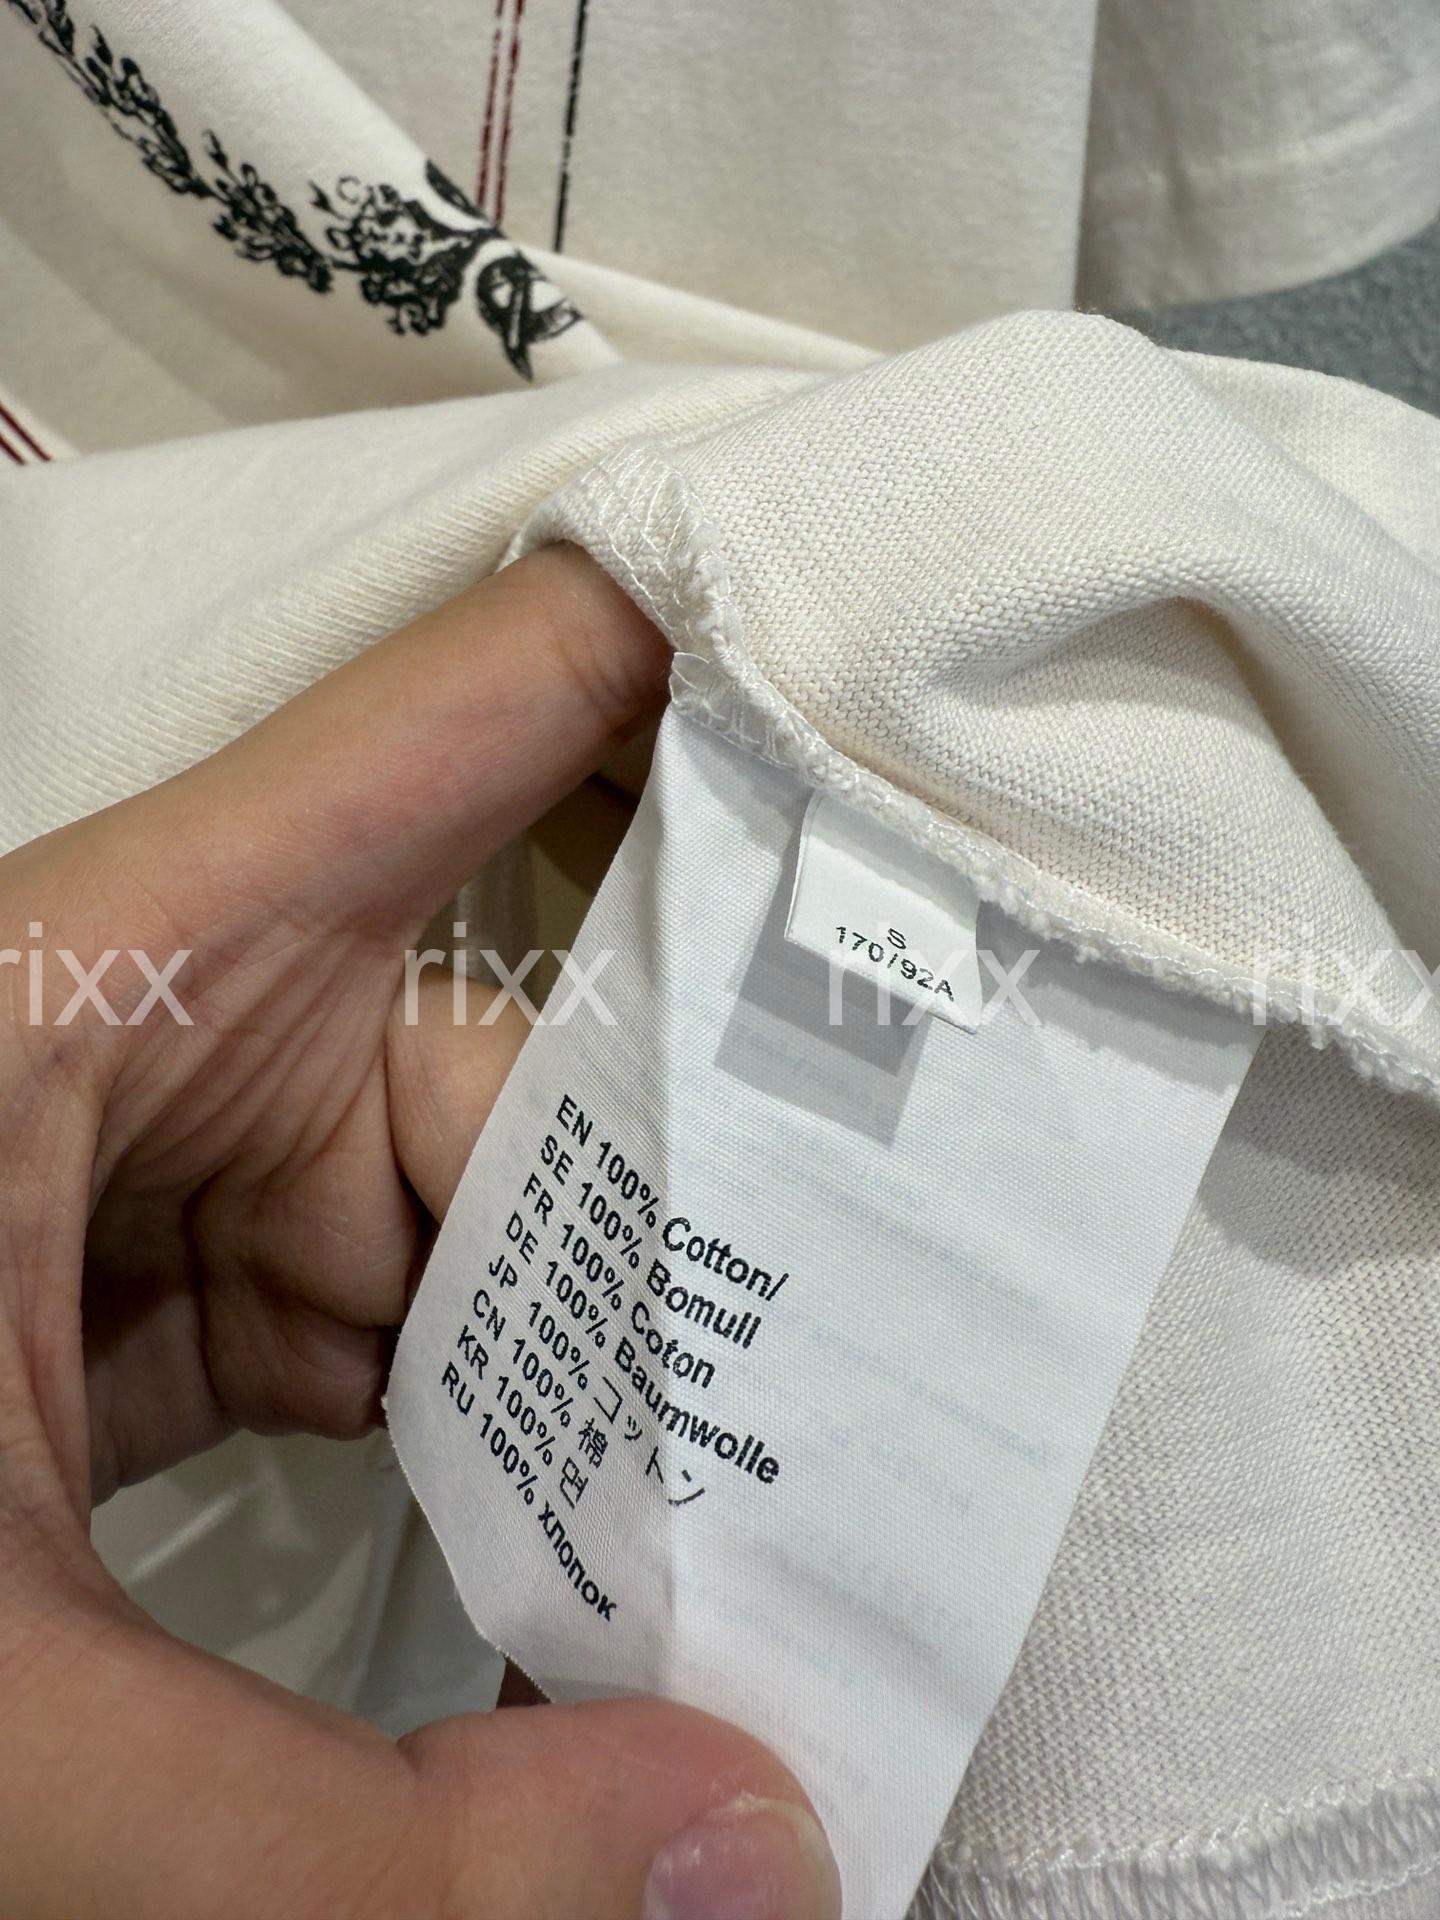 S
170/92A
rixx rixx rixx rixx
EN 100% Cotton/
SE 100% Bomull
FR 100% Coton
DE 100% Baumwolle
JP 100% コットン
CN 100% 棉
KR 100% 면
RU 100% хлопок